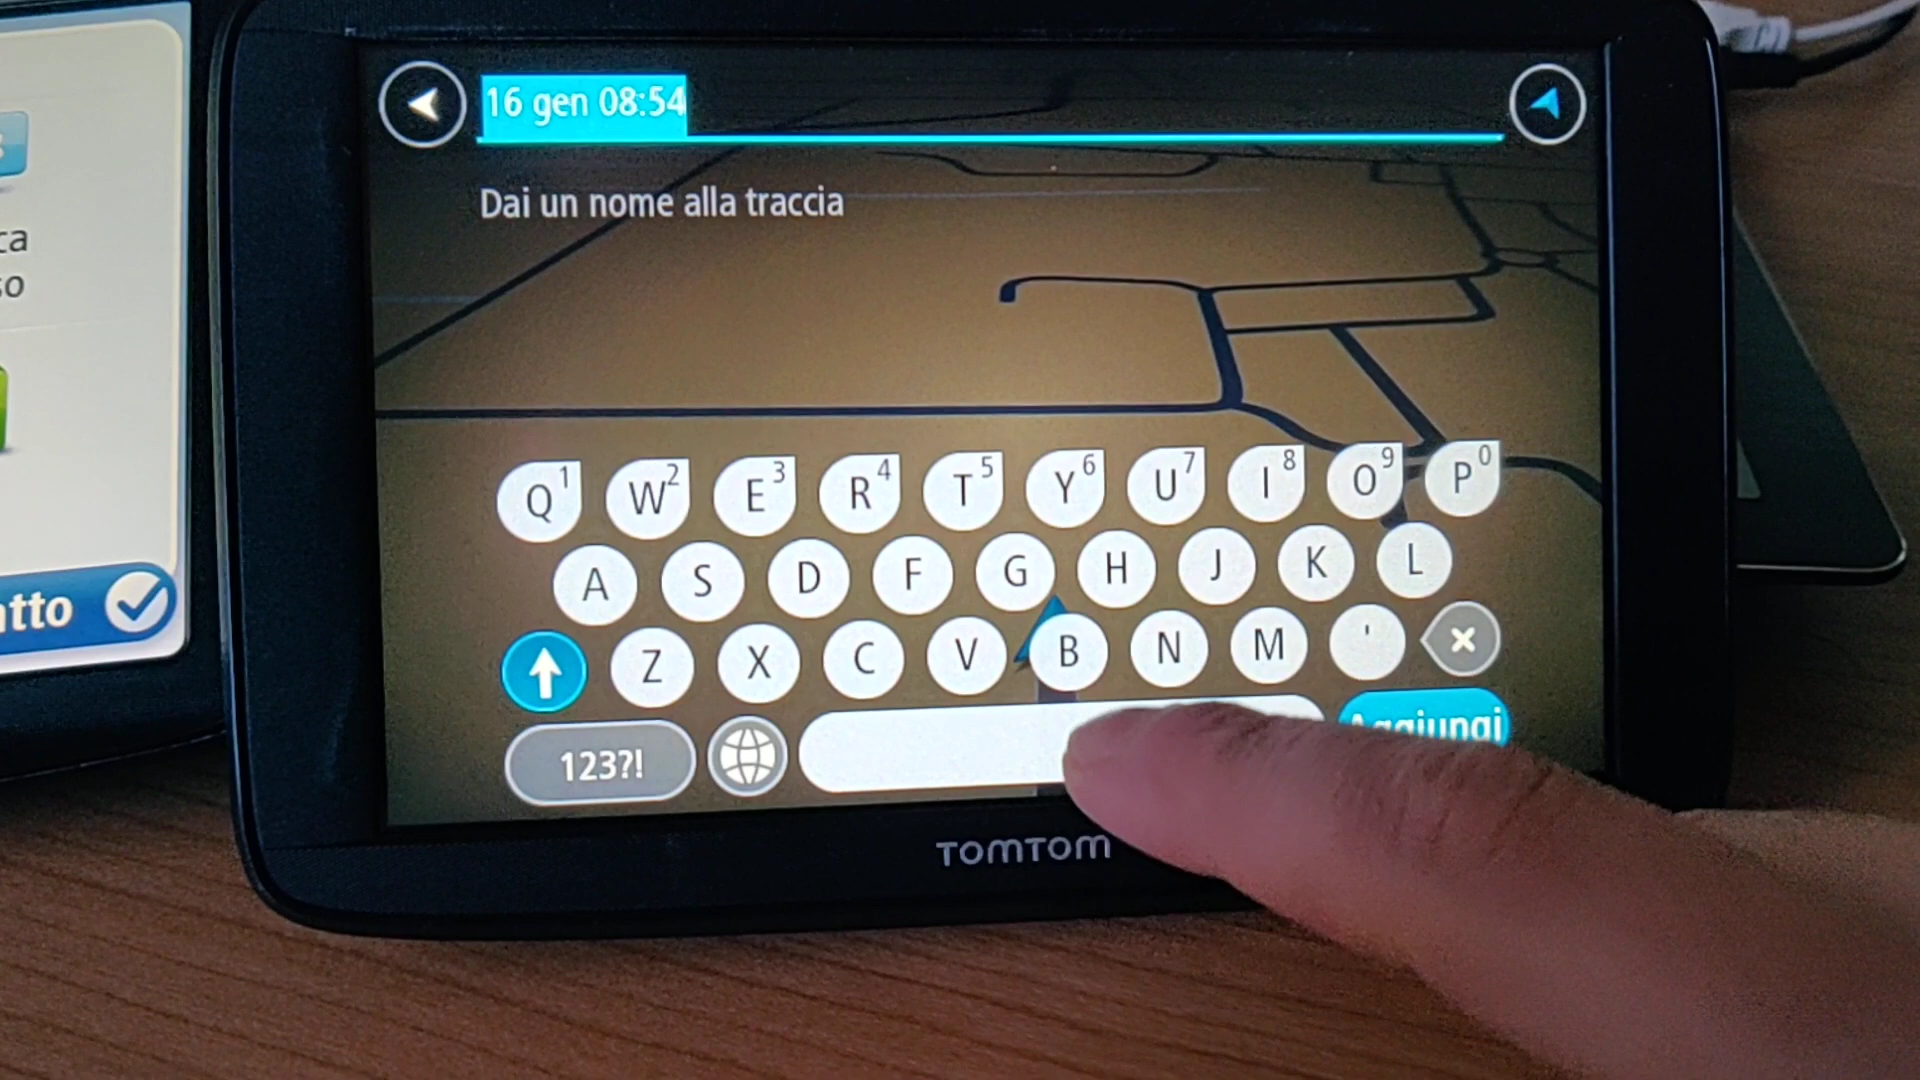 16 gen 08:54
Dai un nome alla traccia
Q1 W2 E3 R4 T5 Y6 U7 I8 O9 P0
A S D F G H J K L
Z X C V B N M '
123?! Aggiungi
TOMTOM